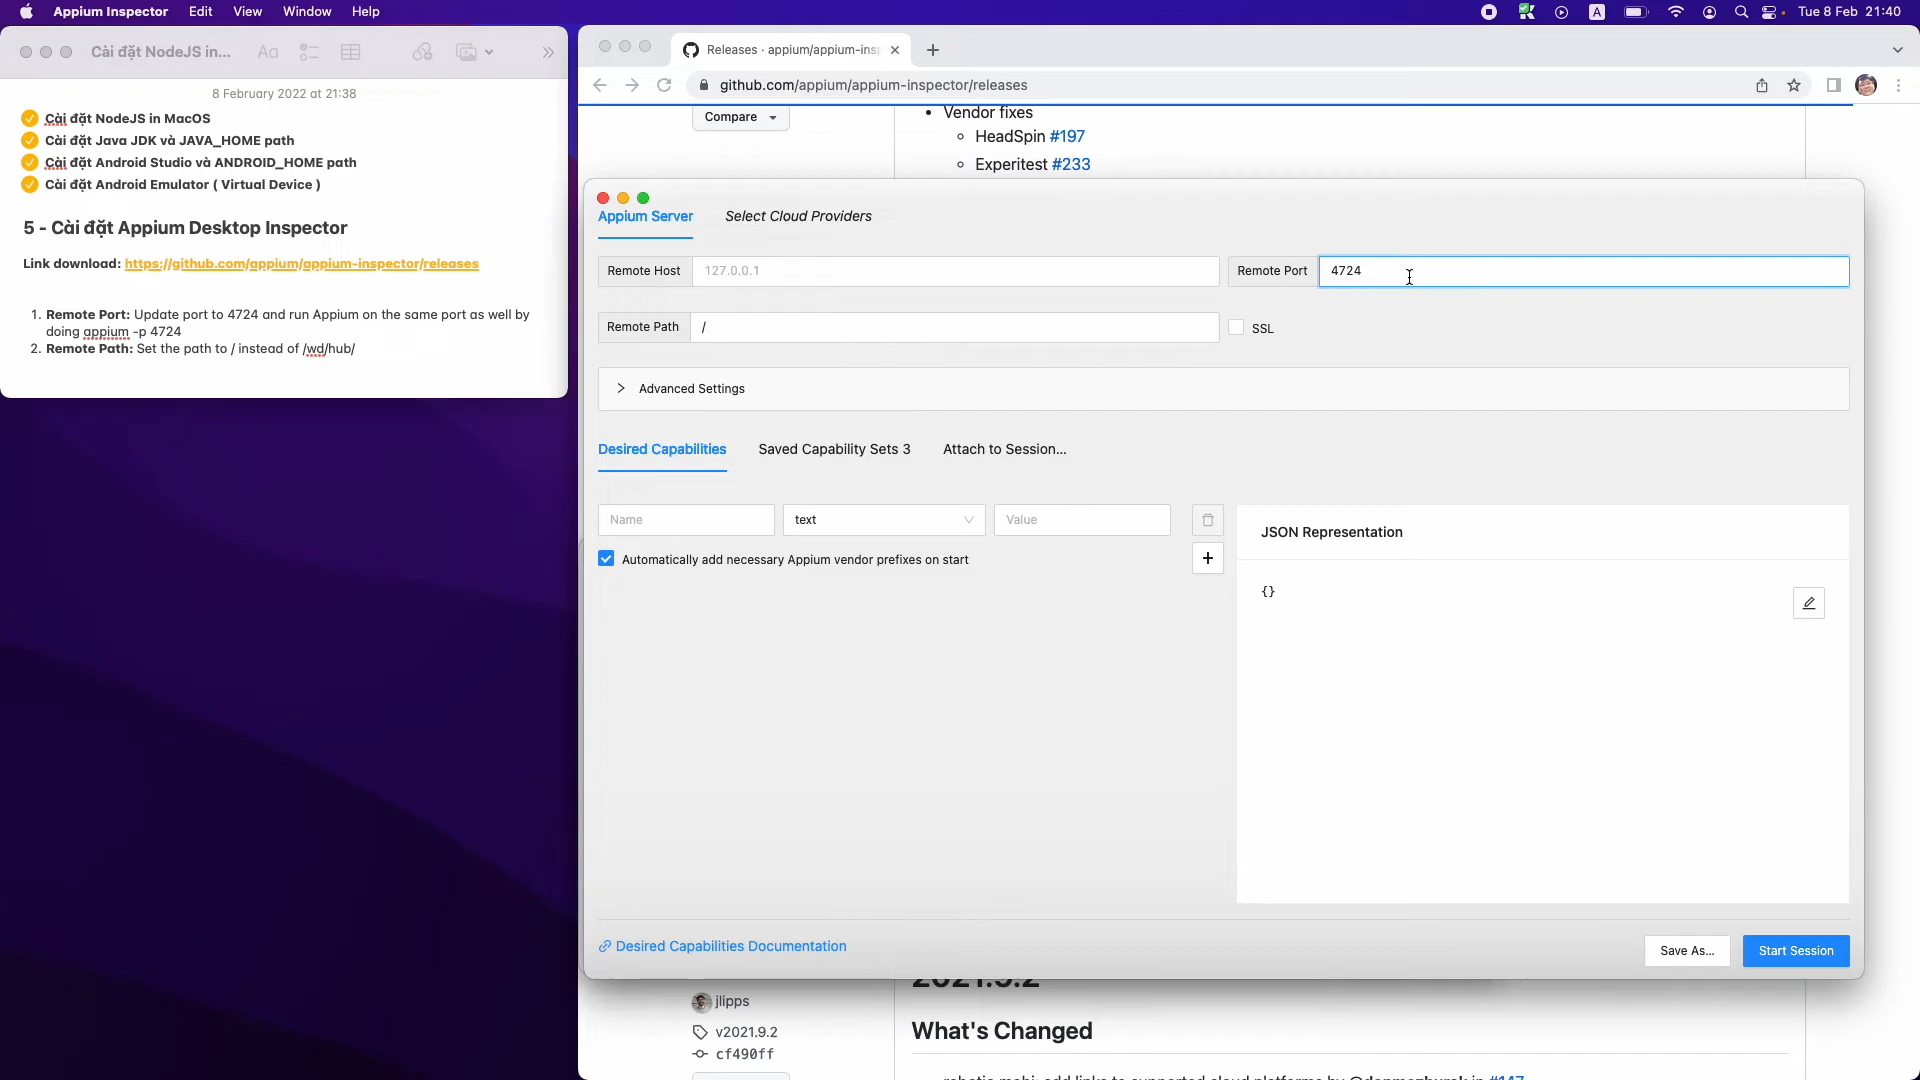 Appium Inspector Edit View Window Help
A Tue 8 Feb 21:40
Cài đặt NodeJS in...
Aa
8 February 2022 at 21:38
Cài đặt NodeJS in MacOS
Cài đặt Java JDK và JAVA_HOME path
Cài đặt Android Studio và ANDROID_HOME path
Cài đặt Android Emulator ( Virtual Device )
5 - Cài đặt Appium Desktop Inspector
Link download: https://github.com/appium/appium-inspector/releases
1. Remote Port: Update port to 4724 and run Appium on the same port as well by
doing appium -p 4724
2. Remote Path: Set the path to / instead of /wd/hub/
Releases · appium/appium-insp
github.com/appium/appium-inspector/releases
Compare
• Vendor fixes
HeadSpin #197
Experitest #233
Appium Server Select Cloud Providers
Remote Host 127.0.0.1 Remote Port 4724
Remote Path / SSL
Advanced Settings
Desired Capabilities Saved Capability Sets 3 Attach to Session...
Name text Value
Automatically add necessary Appium vendor prefixes on start
+
JSON Representation
{}
Desired Capabilities Documentation
Save As... Start Session
2021.9.2
jlipps
v2021.9.2
cf490ff
What's Changed